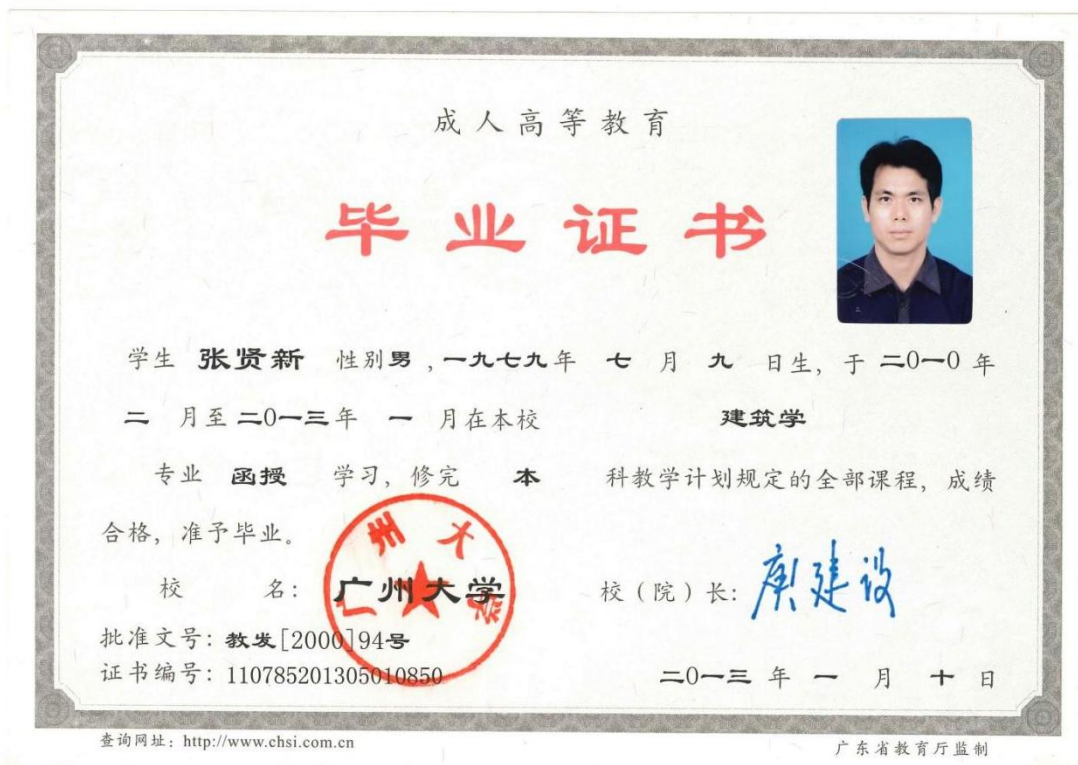 成人高等教育
毕业证书
学生 张贤新 性别男,一九七九年 七 月 九 日生,于 二0一0 年
二 月至二0一三年 一 月在本校 建筑学
专业 函授 学习,修完 本 科教学计划规定的全部课程,成绩
合格,准予毕业。
广州大学
校 名: 广州大学 校(院)长: 庾建设
批准文号:教发[2000]94号
证书编号:110785201305010850 二0一三 年 一 月 十 日
查询网址:http://www.chsi.com.cn 广东省教育厅监制